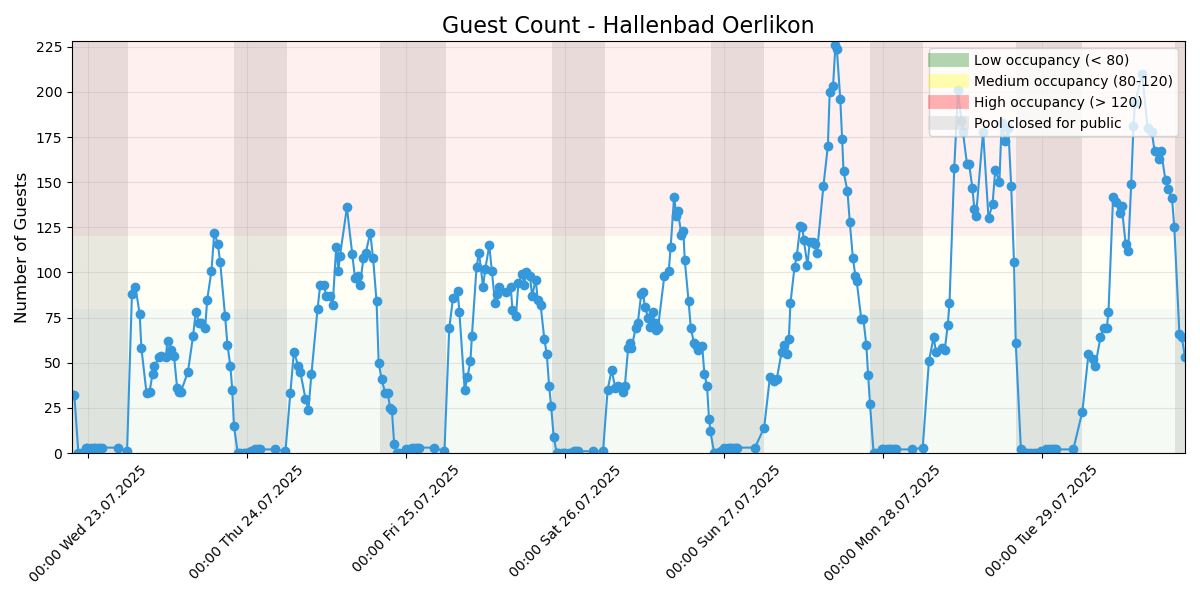 Guest Count - Hallenbad Oerlikon
Number of Guests
225
200
175
150
125
100
75
50
25
0
Low occupancy (< 80)
Medium occupancy (80-120)
High occupancy (> 120)
Pool closed for public
00:00 Wed 23.07.2025
00:00 Thu 24.07.2025
00:00 Fri 25.07.2025
00:00 Sat 26.07.2025
00:00 Sun 27.07.2025
00:00 Mon 28.07.2025
00:00 Tue 29.07.2025